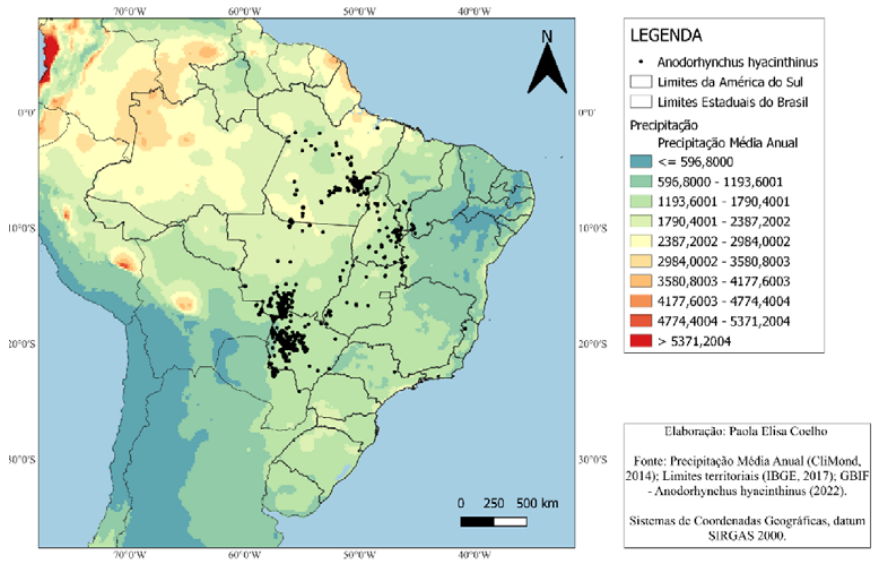 70°0'W 60°0'W 50°0'W 40°0'W
N
0°0'
0°0'
10°0'S
10°0'S
20°0'S
20°0'S
30°0'S
30°0'S
0 250 500 km
70°0'W 60°0'W 50°0'W 40°0'W
LEGENDA
Anodorhynchus hyacinthinus
Limites da América do Sul
Limites Estaduais do Brasil
Precipitação
Precipitação Média Anual
<= 596,8000
596,8000 - 1193,6001
1193,6001 - 1790,4001
1790,4001 - 2387,2002
2387,2002 - 2984,0002
2984,0002 - 3580,8003
3580,8003 - 4177,6003
4177,6003 - 4774,4004
4774,4004 - 5371,2004
> 5371,2004
Elaboração: Paola Elisa Coelho
Fonte: Precipitação Média Anual (CliMond,
2014); Limites territoriais (IBGE, 2017); GBIF
- Anodorhynchus hyacinthinus (2022).
Sistemas de Coordenadas Geográficas, datum
SIRGAS 2000.